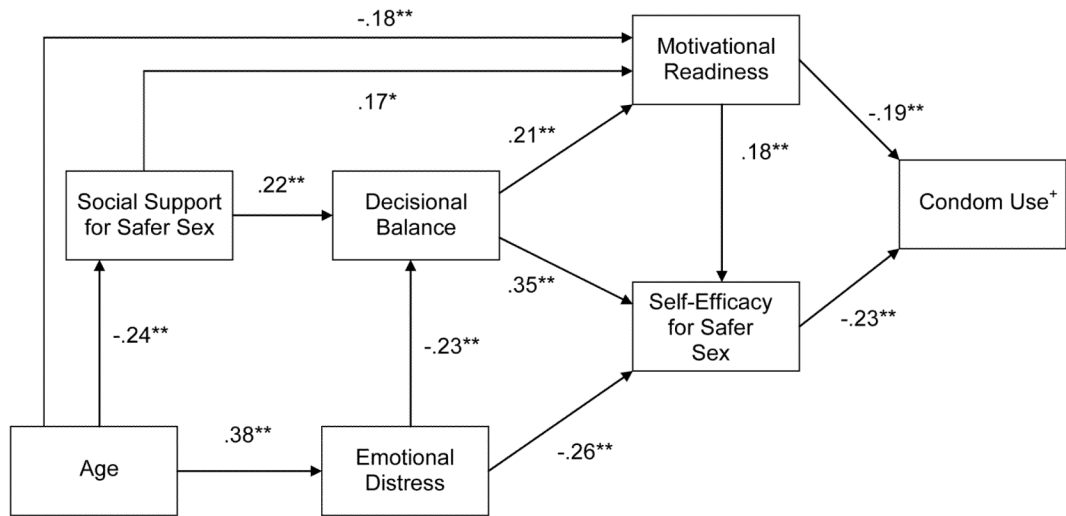 -.18**
Motivational
Readiness
.17*
.21**
-.19**
.18**
Social Support
for Safer Sex
.22**
Decisional
Balance
Condom Use+
.35**
Self-Efficacy
for Safer
Sex
-.24**
-.23**
-.23**
Age
.38**
Emotional
Distress
-.26**